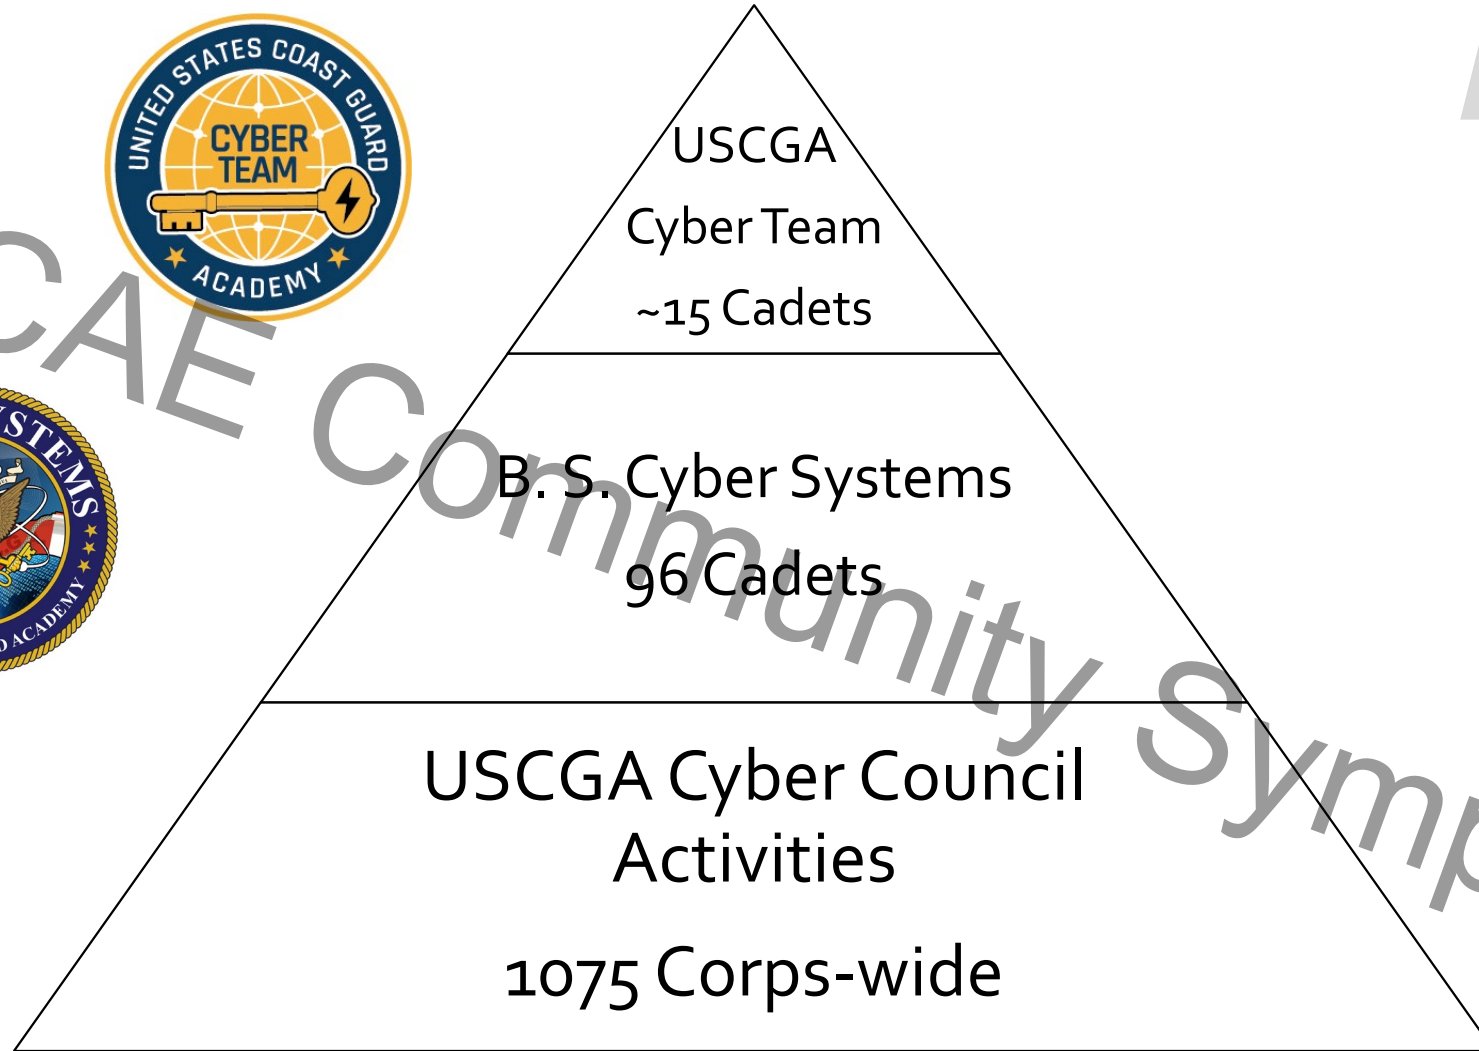 UNITED STATES COAST GUARD
CYBER
TEAM
ACADEMY
USCGA
Cyber Team
~15 Cadets
B. S. Cyber Systems
96 Cadets
USCGA Cyber Council
Activities
1075 Corps-wide
CAE Community Symp
ACADEMY